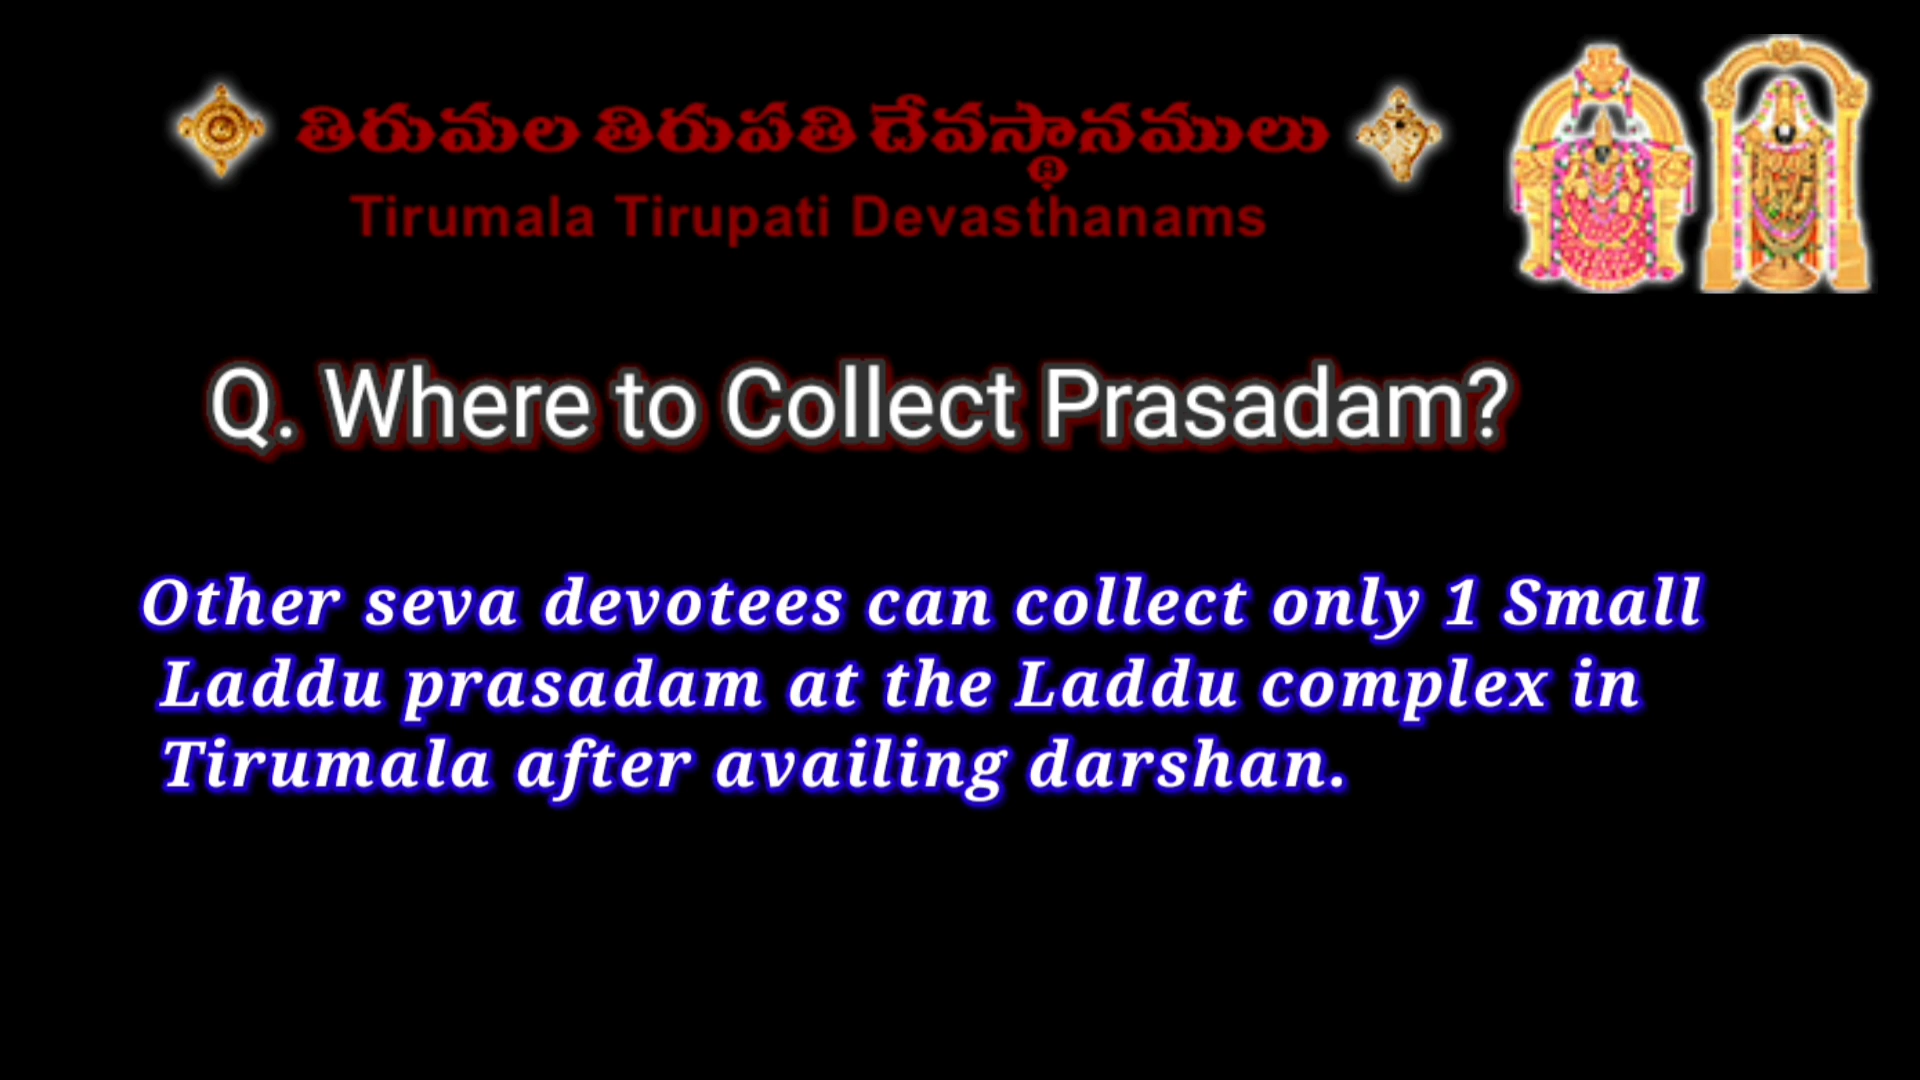 తిరుమల తిరుపతి దేవస్థానములు
Tirumala Tirupati Devasthanams
Q. Where to Collect Prasadam?
Other seva devotees can collect only 1 Small
Laddu prasadam at the Laddu complex in
Tirumala after availing darshan.